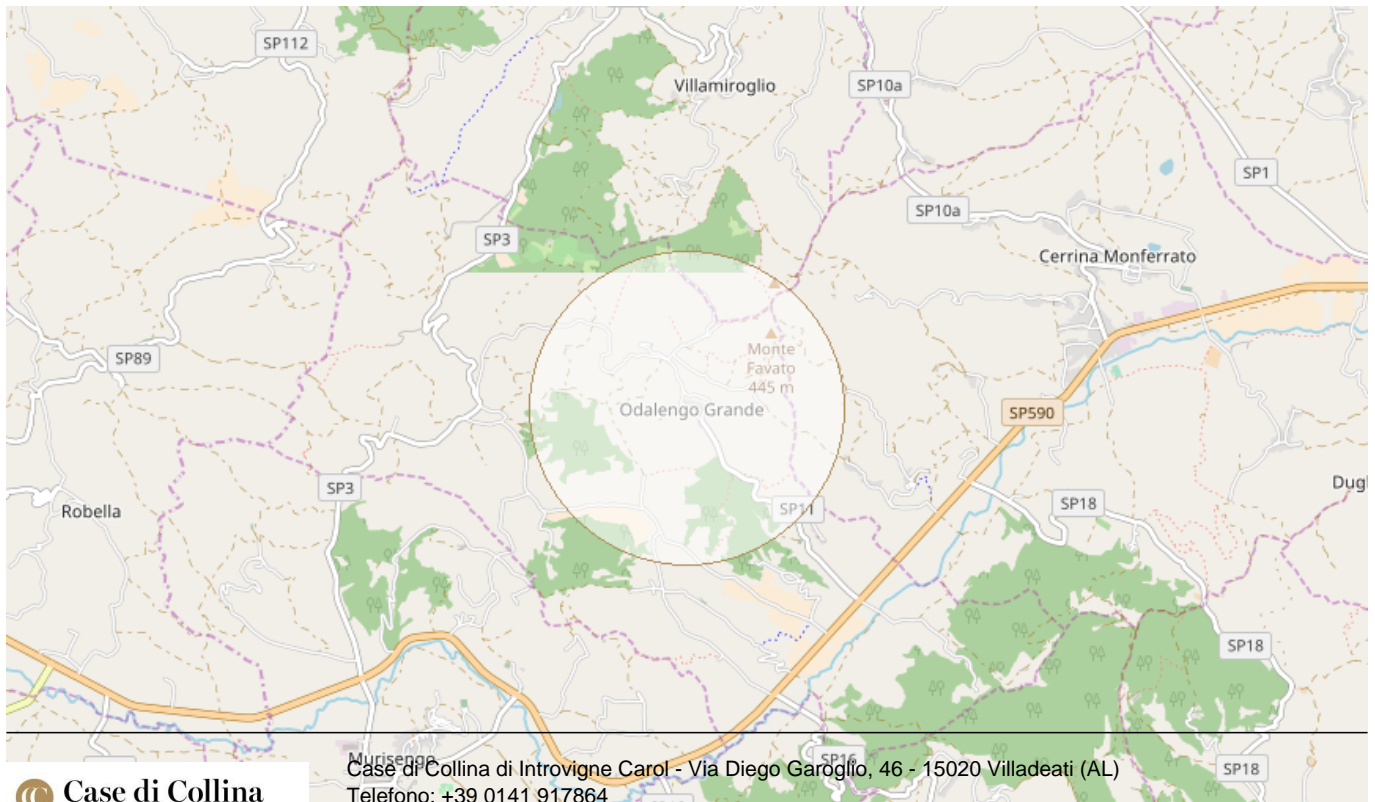 SP112
Villamiroglio
SP10a
SP1
SP10a
SP3
Cerrina Monferrato
Monte
Favato
445 m
SP89
Odalengo Grande
SP590
SP3
Robella
SP11
SP18
Dugl
SP18
Murisengo
SP16
SP18
Case di Collina
Case di Collina di Introvigne Carol - Via Diego Garoglio, 46 - 15020 Villadeati (AL)
Telefono: +39 0141 917864